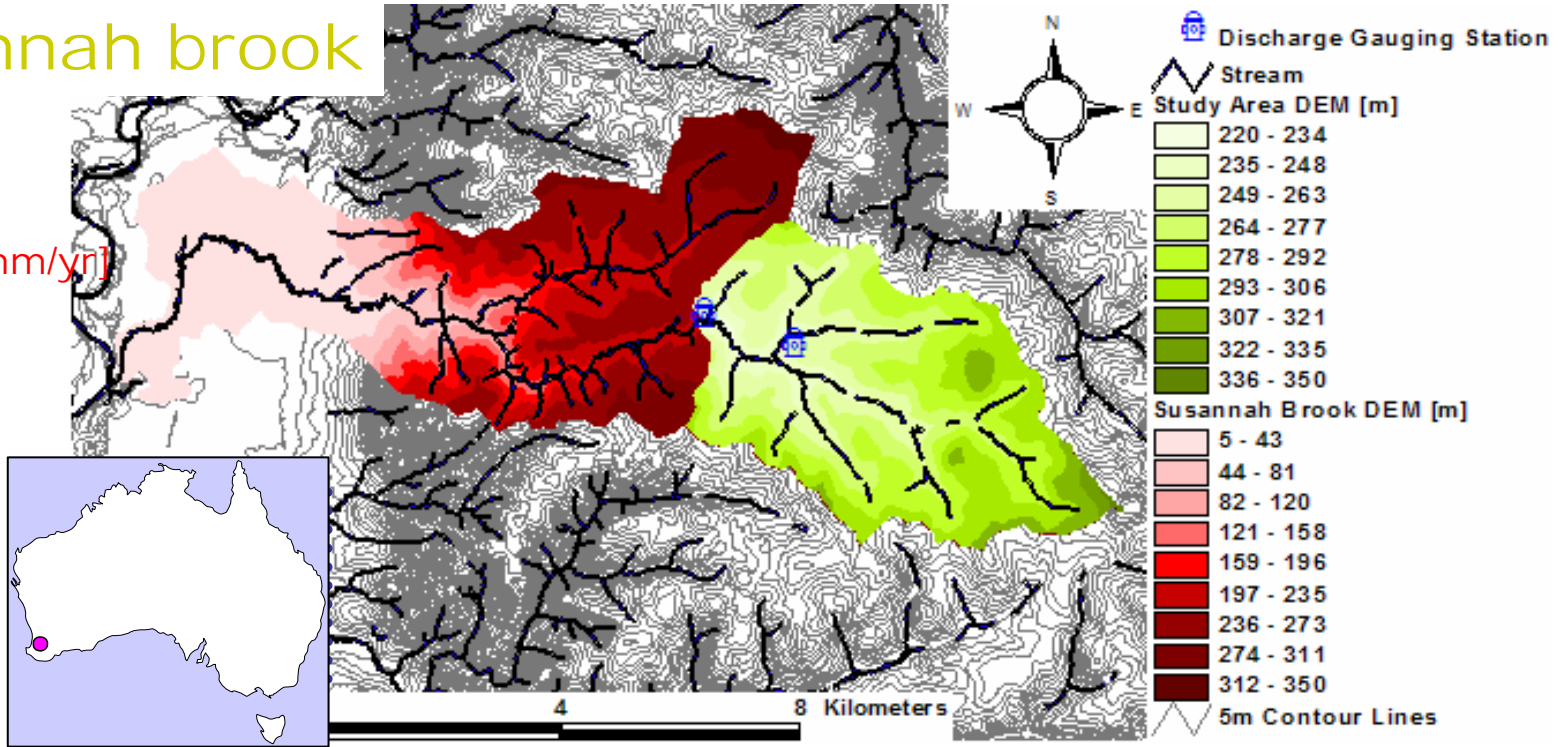 nnah brook
mm/yr]
N
W
E
S
Discharge Gauging Station
Stream
Study Area DEM [m]
220 - 234
235 - 248
249 - 263
264 - 277
278 - 292
293 - 306
307 - 321
322 - 335
336 - 350
Susannah Brook DEM [m]
5 - 43
44 - 81
82 - 120
121 - 158
159 - 196
197 - 235
236 - 273
274 - 311
312 - 350
5m Contour Lines
4
8 Kilometers